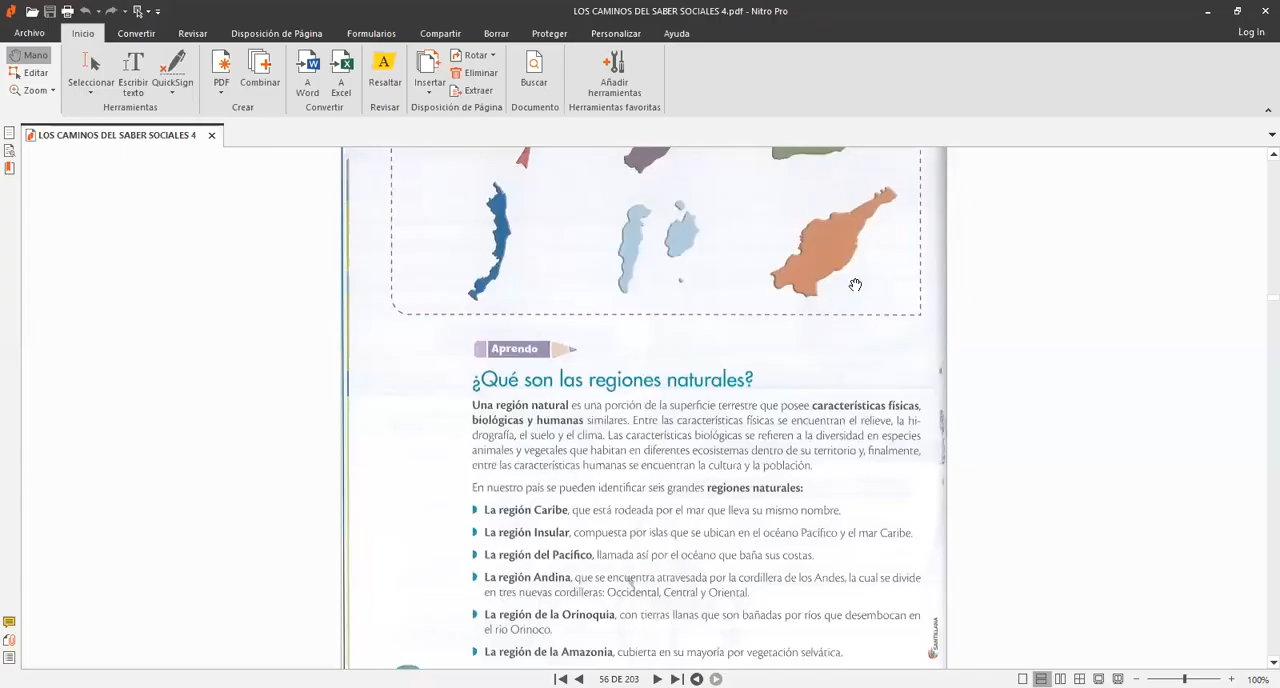 LOS CAMINOS DEL SABER SOCIALES 4.pdf - Nitro Pro
Archivo Inicio Convertir Revisar Disposición de Página Formularios Compartir Borrar Proteger Personalizar Ayuda Log In
Mano
Editar
Zoom
Seleccionar
Escribir texto
QuickSign
Herramientas
PDF
Combinar
Crear
A Word
A Excel
Convertir
Resaltar
Revisar
Insertar
Rotar
Eliminar
Extraer
Disposición de Página
Buscar
Documento
Añadir herramientas
Herramientas favoritas
LOS CAMINOS DEL SABER SOCIALES 4
Aprendo
¿Qué son las regiones naturales?
Una región natural es una porción de la superficie terrestre que posee características físicas,
biológicas y humanas similares. Entre las características físicas se encuentran el relieve, la hi-
drografía, el suelo y el clima. Las características biológicas se refieren a la diversidad en especies
animales y vegetales que habitan en diferentes ecosistemas dentro de su territorio y, finalmente,
entre las características humanas se encuentran la cultura y la población.
En nuestro país se pueden identificar seis grandes regiones naturales:
La región Caribe, que está rodeada por el mar que lleva su mismo nombre.
La región Insular, compuesta por islas que se ubican en el océano Pacífico y el mar Caribe.
La región del Pacífico, llamada así por el océano que baña sus costas.
La región Andina, que se encuentra atravesada por la cordillera de los Andes, la cual se divide
en tres nuevas cordilleras: Occidental, Central y Oriental.
La región de la Orinoquia, con tierras llanas que son bañadas por ríos que desembocan en
el río Orinoco.
La región de la Amazonia, cubierta en su mayoría por vegetación selvática.
SANTILLANA
56 DE 203
100%